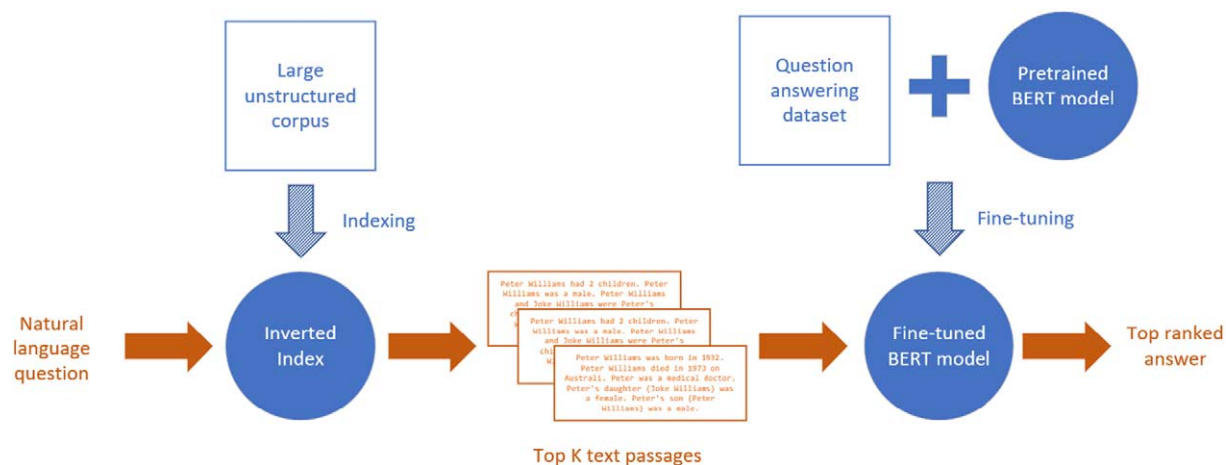 Large
unstructured
corpus
Question
answering
dataset
Pretrained
BERT model
Indexing
Fine-tuning
Natural
language
question
Inverted
Index
Peter Williams had 2 children. Peter
Williams was a male. Peter Williams
and Joke Williams were Peter's
Peter Williams had 2 children. Peter
Williams was a male. Peter Williams
and Joke Williams were Peter's
Peter Williams was born in 1932.
Peter Williams died in 1973 on
Australi. Peter was a medical doctor.
Peter's daughter (Joke Williams) was
a female. Peter's son (Peter
Williams) was a male.
Top K text passages
Fine-tuned
BERT model
Top ranked
answer